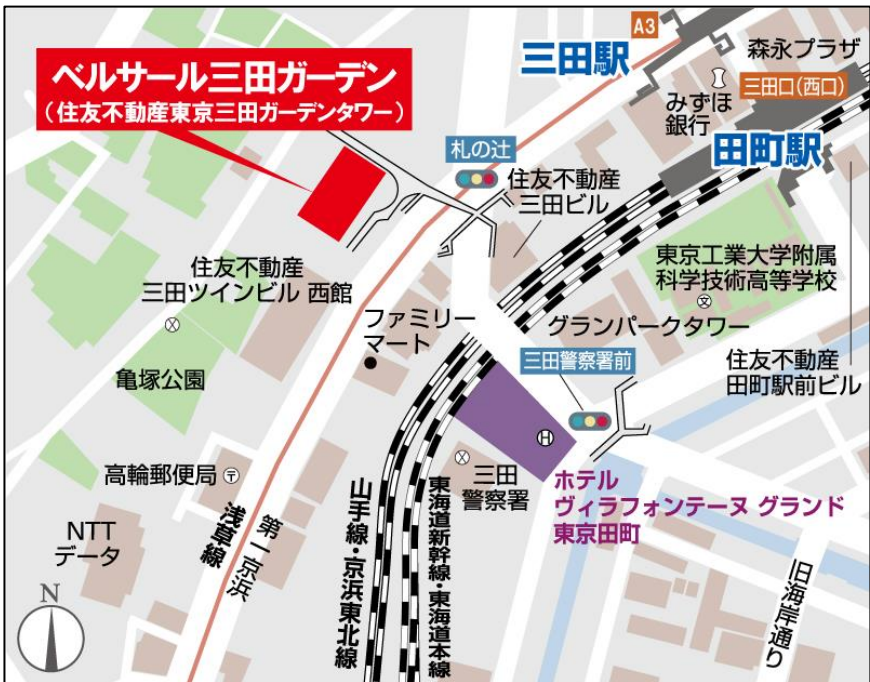 ベルサール三田ガーデン
（住友不動産東京三田ガーデンタワー）
A3
三田駅
森永プラザ
三田口(西口)
みずほ
銀行
田町駅
札の辻
住友不動産
三田ビル
東京工業大学附属
科学技術高等学校
文
住友不動産
三田ツインビル 西館
ファミリー
マート
グランパークタワー
三田警察署前
住友不動産
田町駅前ビル
亀塚公園
H
高輪郵便局
〒
三田
警察署
ホテル
ヴィラフォンテーヌ グランド
東京田町
NTT
データ
浅草線
第一京浜
山手線・京浜東北線
東海道新幹線・東海道本線
旧海岸通り
N